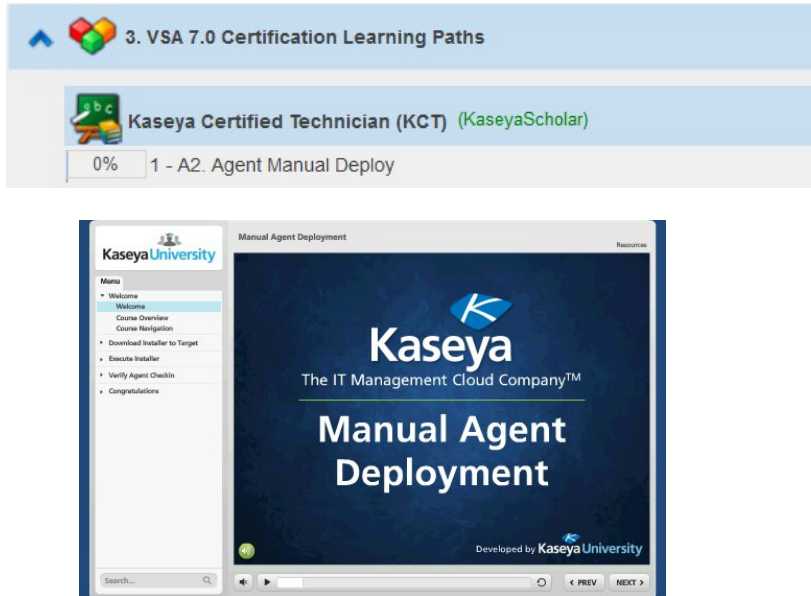 3. VSA 7.0 Certification Learning Paths
abc
Kaseya Certified Technician (KCT) (KaseyaScholar)
0% 1 - A2. Agent Manual Deploy
Kaseya University
Manual Agent Deployment
Resources
Menu
Welcome
Welcome
Course Overview
Course Navigation
Download Installer to Target
Execute Installer
Verify Agent Checkin
Congratulations
Kaseya
The IT Management Cloud Company™
Manual Agent
Deployment
Developed by Kaseya University
Search...
< PREV NEXT >